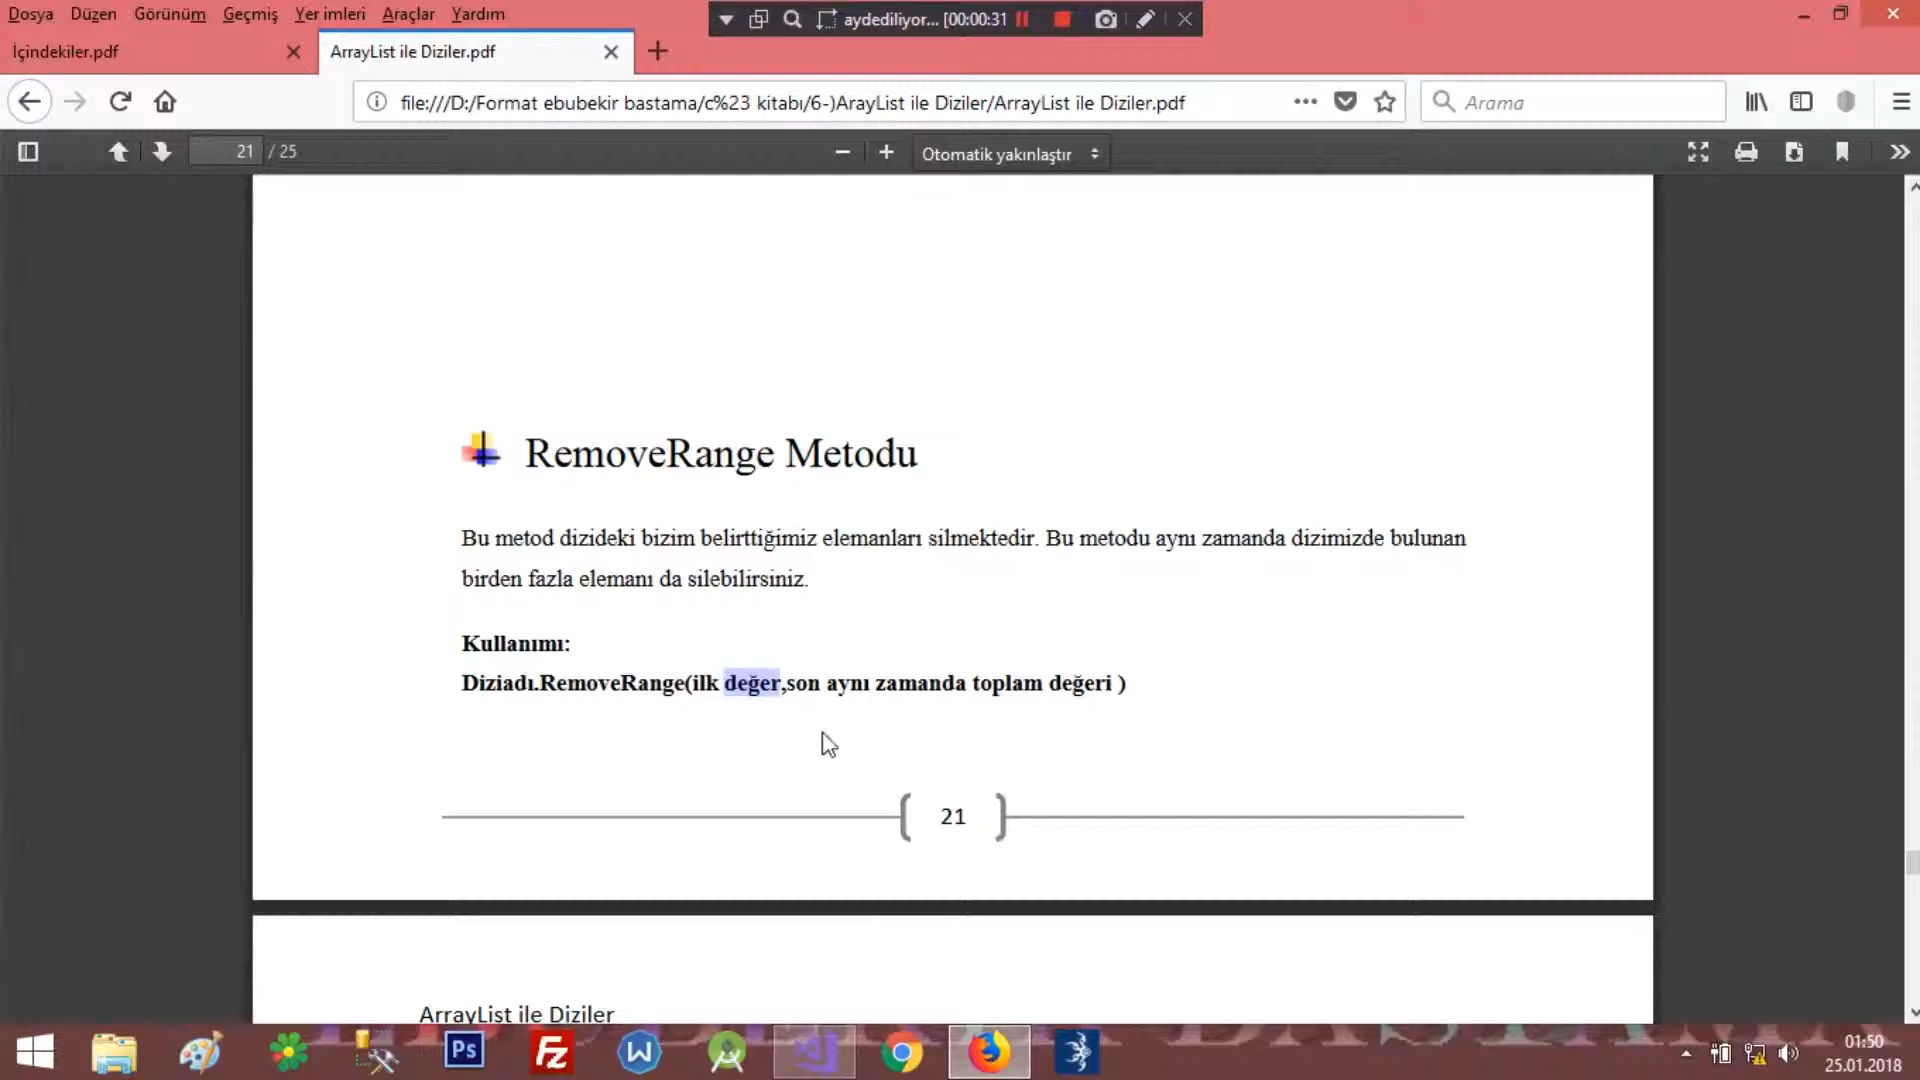 Dosya Düzen Görünüm Geçmiş Yer imleri Araçlar Yardım
aydediliyor... [00:00:31
İçindekiler.pdf
ArrayList ile Diziler.pdf
file:///D:/Format ebubekir bastama/c%23 kitabı/6-)ArayList ile Diziler/ArrayList ile Diziler.pdf
Arama
21 / 25
Otomatik yakınlaştır
RemoveRange Metodu
Bu metod dizideki bizim belirttiğimiz elemanları silmektedir. Bu metodu aynı zamanda dizimizde bulunan
birden fazla elemanı da silebilirsiniz.
Kullanımı:
Diziadı.RemoveRange(ilk değer,son aynı zamanda toplam değeri )
21
ArrayList ile Diziler
Ps
Fz
W
01:50
25.01.2018